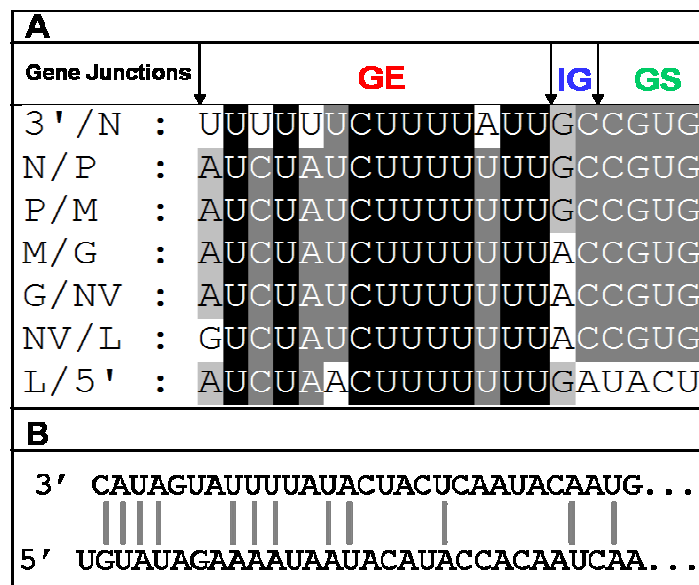 A
Gene Junctions GE IG GS
3'/N : UUUUUUCUUUUAUUGCCGUG
N/P : AUCUAUCUUUUUUUGCCGUG
P/M : AUCUAUCUUUUUUUGCCGUG
M/G : AUCUAUCUUUUUUUACCGUG
G/NV : AUCUAUCUUUUUUUACCGUG
NV/L : GUCUAUCUUUUUUUACCGUG
L/5' : AUCUAACUUUUUUUGAUACU
B
3' CAUAGUAUUUUAUACUACUCAAUACAAUG...
5' UGUAUAGAAAAUAAUACAUACCACAAUCAA...